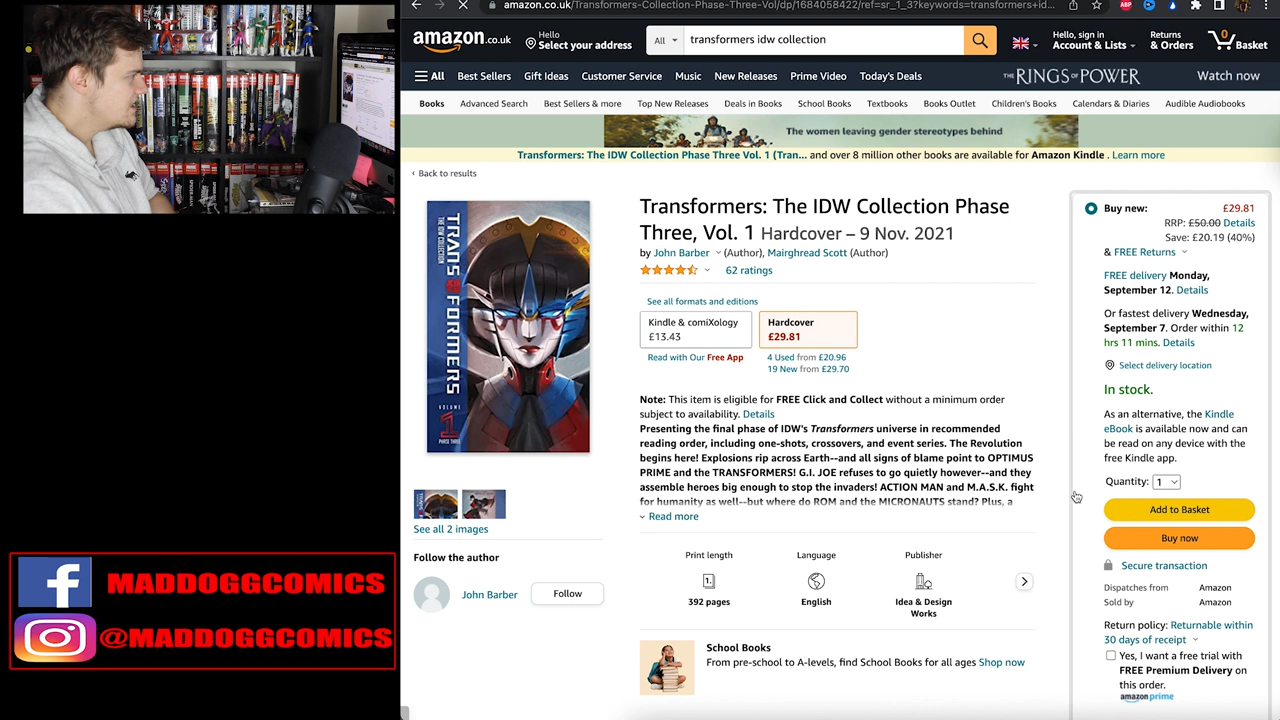 amazon.co.uk/Transformers-Collection-Phase-Three-Vol/dp/1684058422/ref=sr_1_3?keywords=transformers+id...
ABP
amazon.co.uk
Hello
Select your address
All
transformers idw collection
Hello, sign in
Account & Lists
Returns
& Orders
0
Basket
All
Best Sellers
Gift Ideas
Customer Service
Music
New Releases
Prime Video
Today's Deals
THE RINGS OF POWER
Watch now
Books
Advanced Search
Best Sellers & more
Top New Releases
Deals in Books
School Books
Textbooks
Books Outlet
Children's Books
Calendars & Diaries
Audible Audiobooks
The women leaving gender stereotypes behind
Transformers: The IDW Collection Phase Three Vol. 1 (Tran... and over 8 million other books are available for Amazon Kindle . Learn more
‹ Back to results
TRANSFORMERS
THE IDW COLLECTION
VOLUME
1
PHASE THREE
See all 2 images
Follow the author
John Barber
Follow
Transformers: The IDW Collection Phase
Three, Vol. 1 Hardcover – 9 Nov. 2021
by John Barber (Author), Mairghread Scott (Author)
62 ratings
See all formats and editions
Kindle & comiXology
£13.43
Hardcover
£29.81
Read with Our Free App
4 Used from £20.96
19 New from £29.70
Note: This item is eligible for FREE Click and Collect without a minimum order
subject to availability. Details
Presenting the final phase of IDW's Transformers universe in recommended
reading order, including one-shots, crossovers, and event series. The Revolution
begins here! Explosions rip across Earth--and all signs of blame point to OPTIMUS
PRIME and the TRANSFORMERS! G.I. JOE refuses to go quietly however--and they
assemble heroes big enough to stop the invaders! ACTION MAN and M.A.S.K. fight
for humanity as well--but where do ROM and the MICRONAUTS stand? Plus, a
Read more
Print length
392 pages
Language
English
Publisher
Idea & Design
Works
School Books
From pre-school to A-levels, find School Books for all ages Shop now
Buy new:
£29.81
RRP: £50.00 Details
Save: £20.19 (40%)
& FREE Returns
FREE delivery Monday,
September 12. Details
Or fastest delivery Wednesday,
September 7. Order within 12
hrs 11 mins. Details
Select delivery location
In stock.
As an alternative, the Kindle
eBook is available now and can
be read on any device with the
free Kindle app.
Quantity: 1
Add to Basket
Buy now
Secure transaction
Dispatches from Amazon
Sold by Amazon
Return policy: Returnable within
30 days of receipt
Yes, I want a free trial with
FREE Premium Delivery on
this order.
amazon prime
MADDOGGCOMICS
@MADDOGGCOMICS